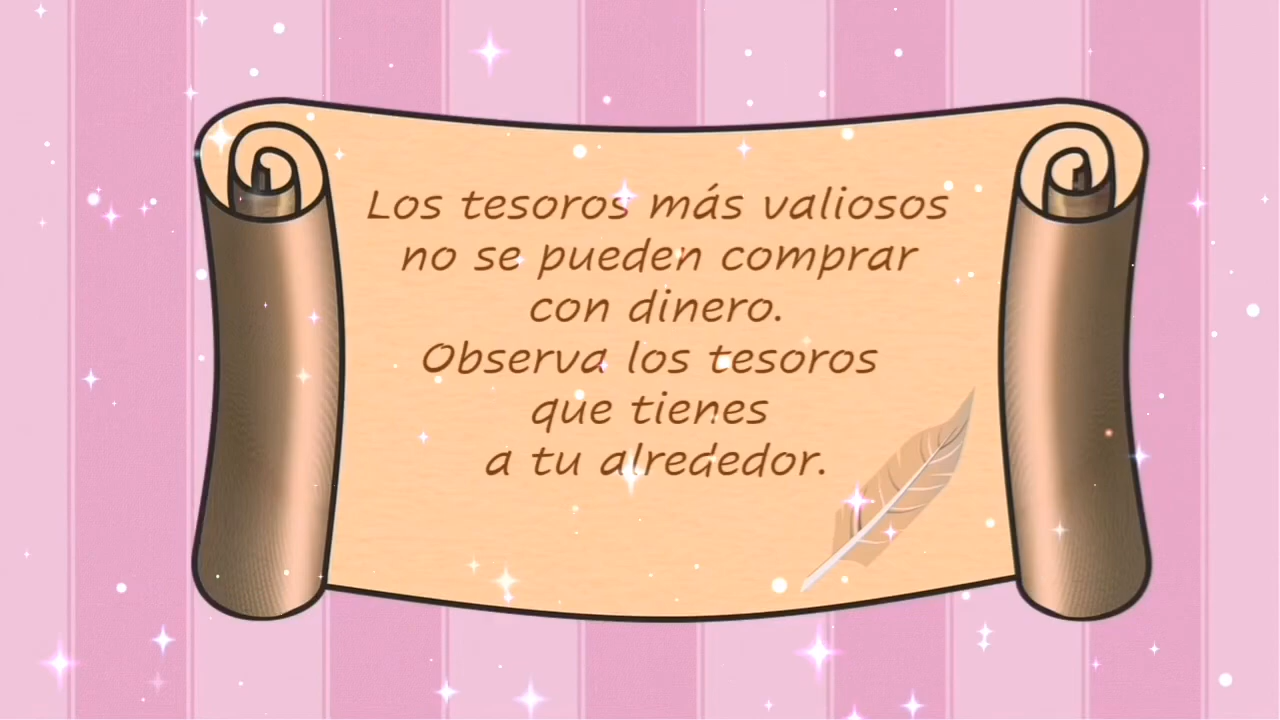 Los tesoros más valiosos
no se pueden comprar
con dinero.
Observa los tesoros
que tienes
a tu alrededor.